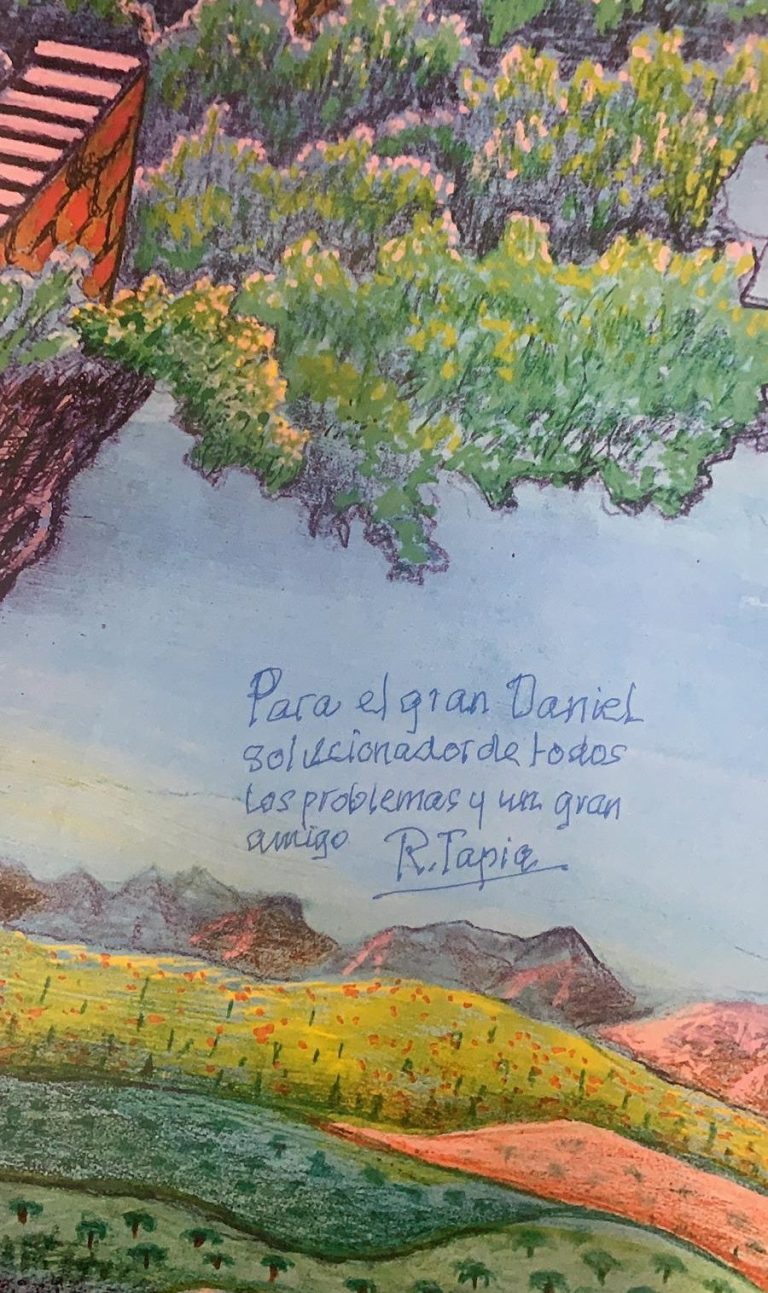 Para el gran Daniel
solucionador de todos
los problemas y un gran
amigo R. Tapia